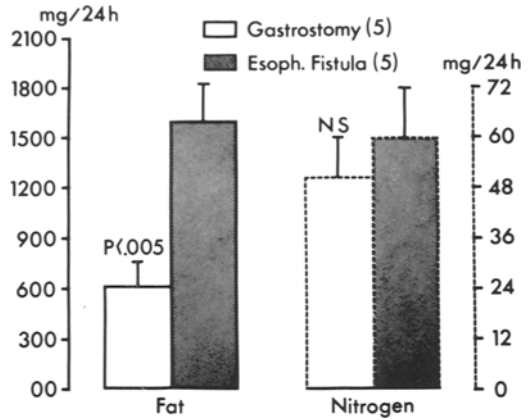 mg/24h
2100
1800
1500
1200
900
600
300
00
Gastrostomy (5)
Esoph. Fistula (5)
mg/24h
72
60
48
36
24
12
0
P<.005
NS
Fat
Nitrogen